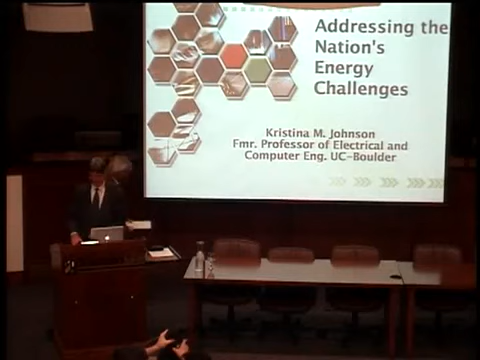 Addressing the
Nation's
Energy
Challenges
Kristina M. Johnson
Fmr. Professor of Electrical and
Computer Eng. UC-Boulder